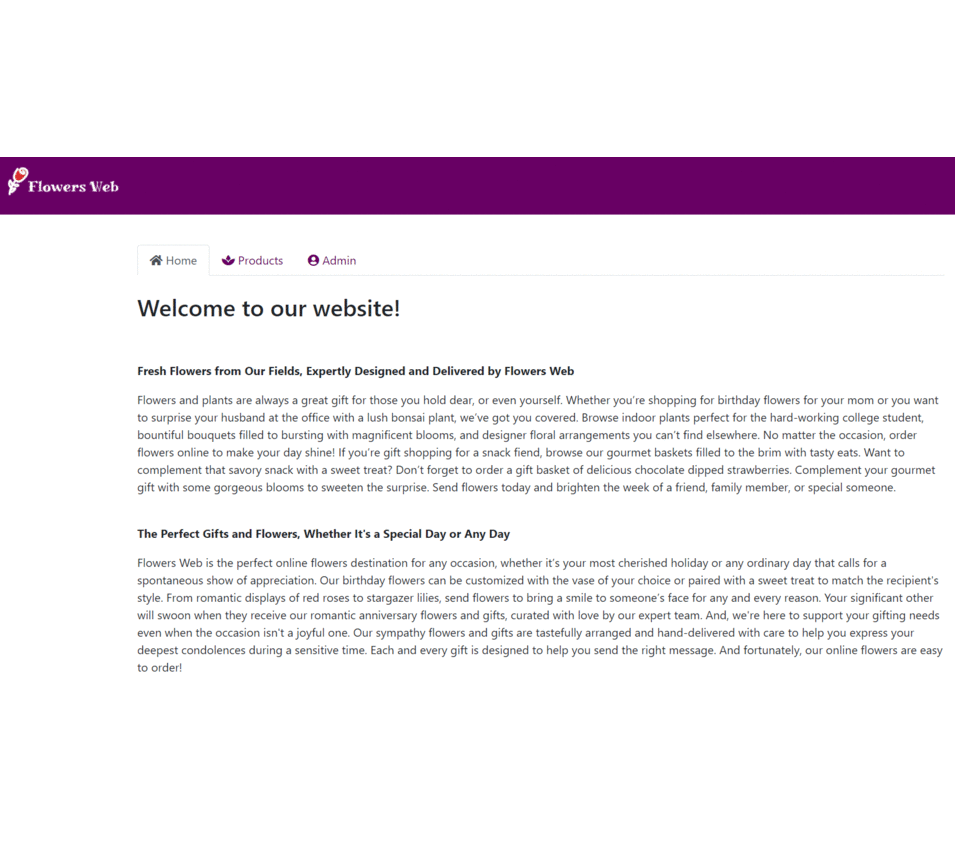 Flowers Web
Home Products Admin
Welcome to our website!
Fresh Flowers from Our Fields, Expertly Designed and Delivered by Flowers Web
Flowers and plants are always a great gift for those you hold dear, or even yourself. Whether you're shopping for birthday flowers for your mom or you want
to surprise your husband at the office with a lush bonsai plant, we've got you covered. Browse indoor plants perfect for the hard-working college student,
bountiful bouquets filled to bursting with magnificent blooms, and designer floral arrangements you can't find elsewhere. No matter the occasion, order
flowers online to make your day shine! If you're gift shopping for a snack fiend, browse our gourmet baskets filled to the brim with tasty eats. Want to
complement that savory snack with a sweet treat? Don't forget to order a gift basket of delicious chocolate dipped strawberries. Complement your gourmet
gift with some gorgeous blooms to sweeten the surprise. Send flowers today and brighten the week of a friend, family member, or special someone.
The Perfect Gifts and Flowers, Whether It's a Special Day or Any Day
Flowers Web is the perfect online flowers destination for any occasion, whether it's your most cherished holiday or any ordinary day that calls for a
spontaneous show of appreciation. Our birthday flowers can be customized with the vase of your choice or paired with a sweet treat to match the recipient's
style. From romantic displays of red roses to stargazer lilies, send flowers to bring a smile to someone's face for any and every reason. Your significant other
will swoon when they receive our romantic anniversary flowers and gifts, curated with love by our expert team. And, we're here to support your gifting needs
even when the occasion isn't a joyful one. Our sympathy flowers and gifts are tastefully arranged and hand-delivered with care to help you express your
deepest condolences during a sensitive time. Each and every gift is designed to help you send the right message. And fortunately, our online flowers are easy
to order!